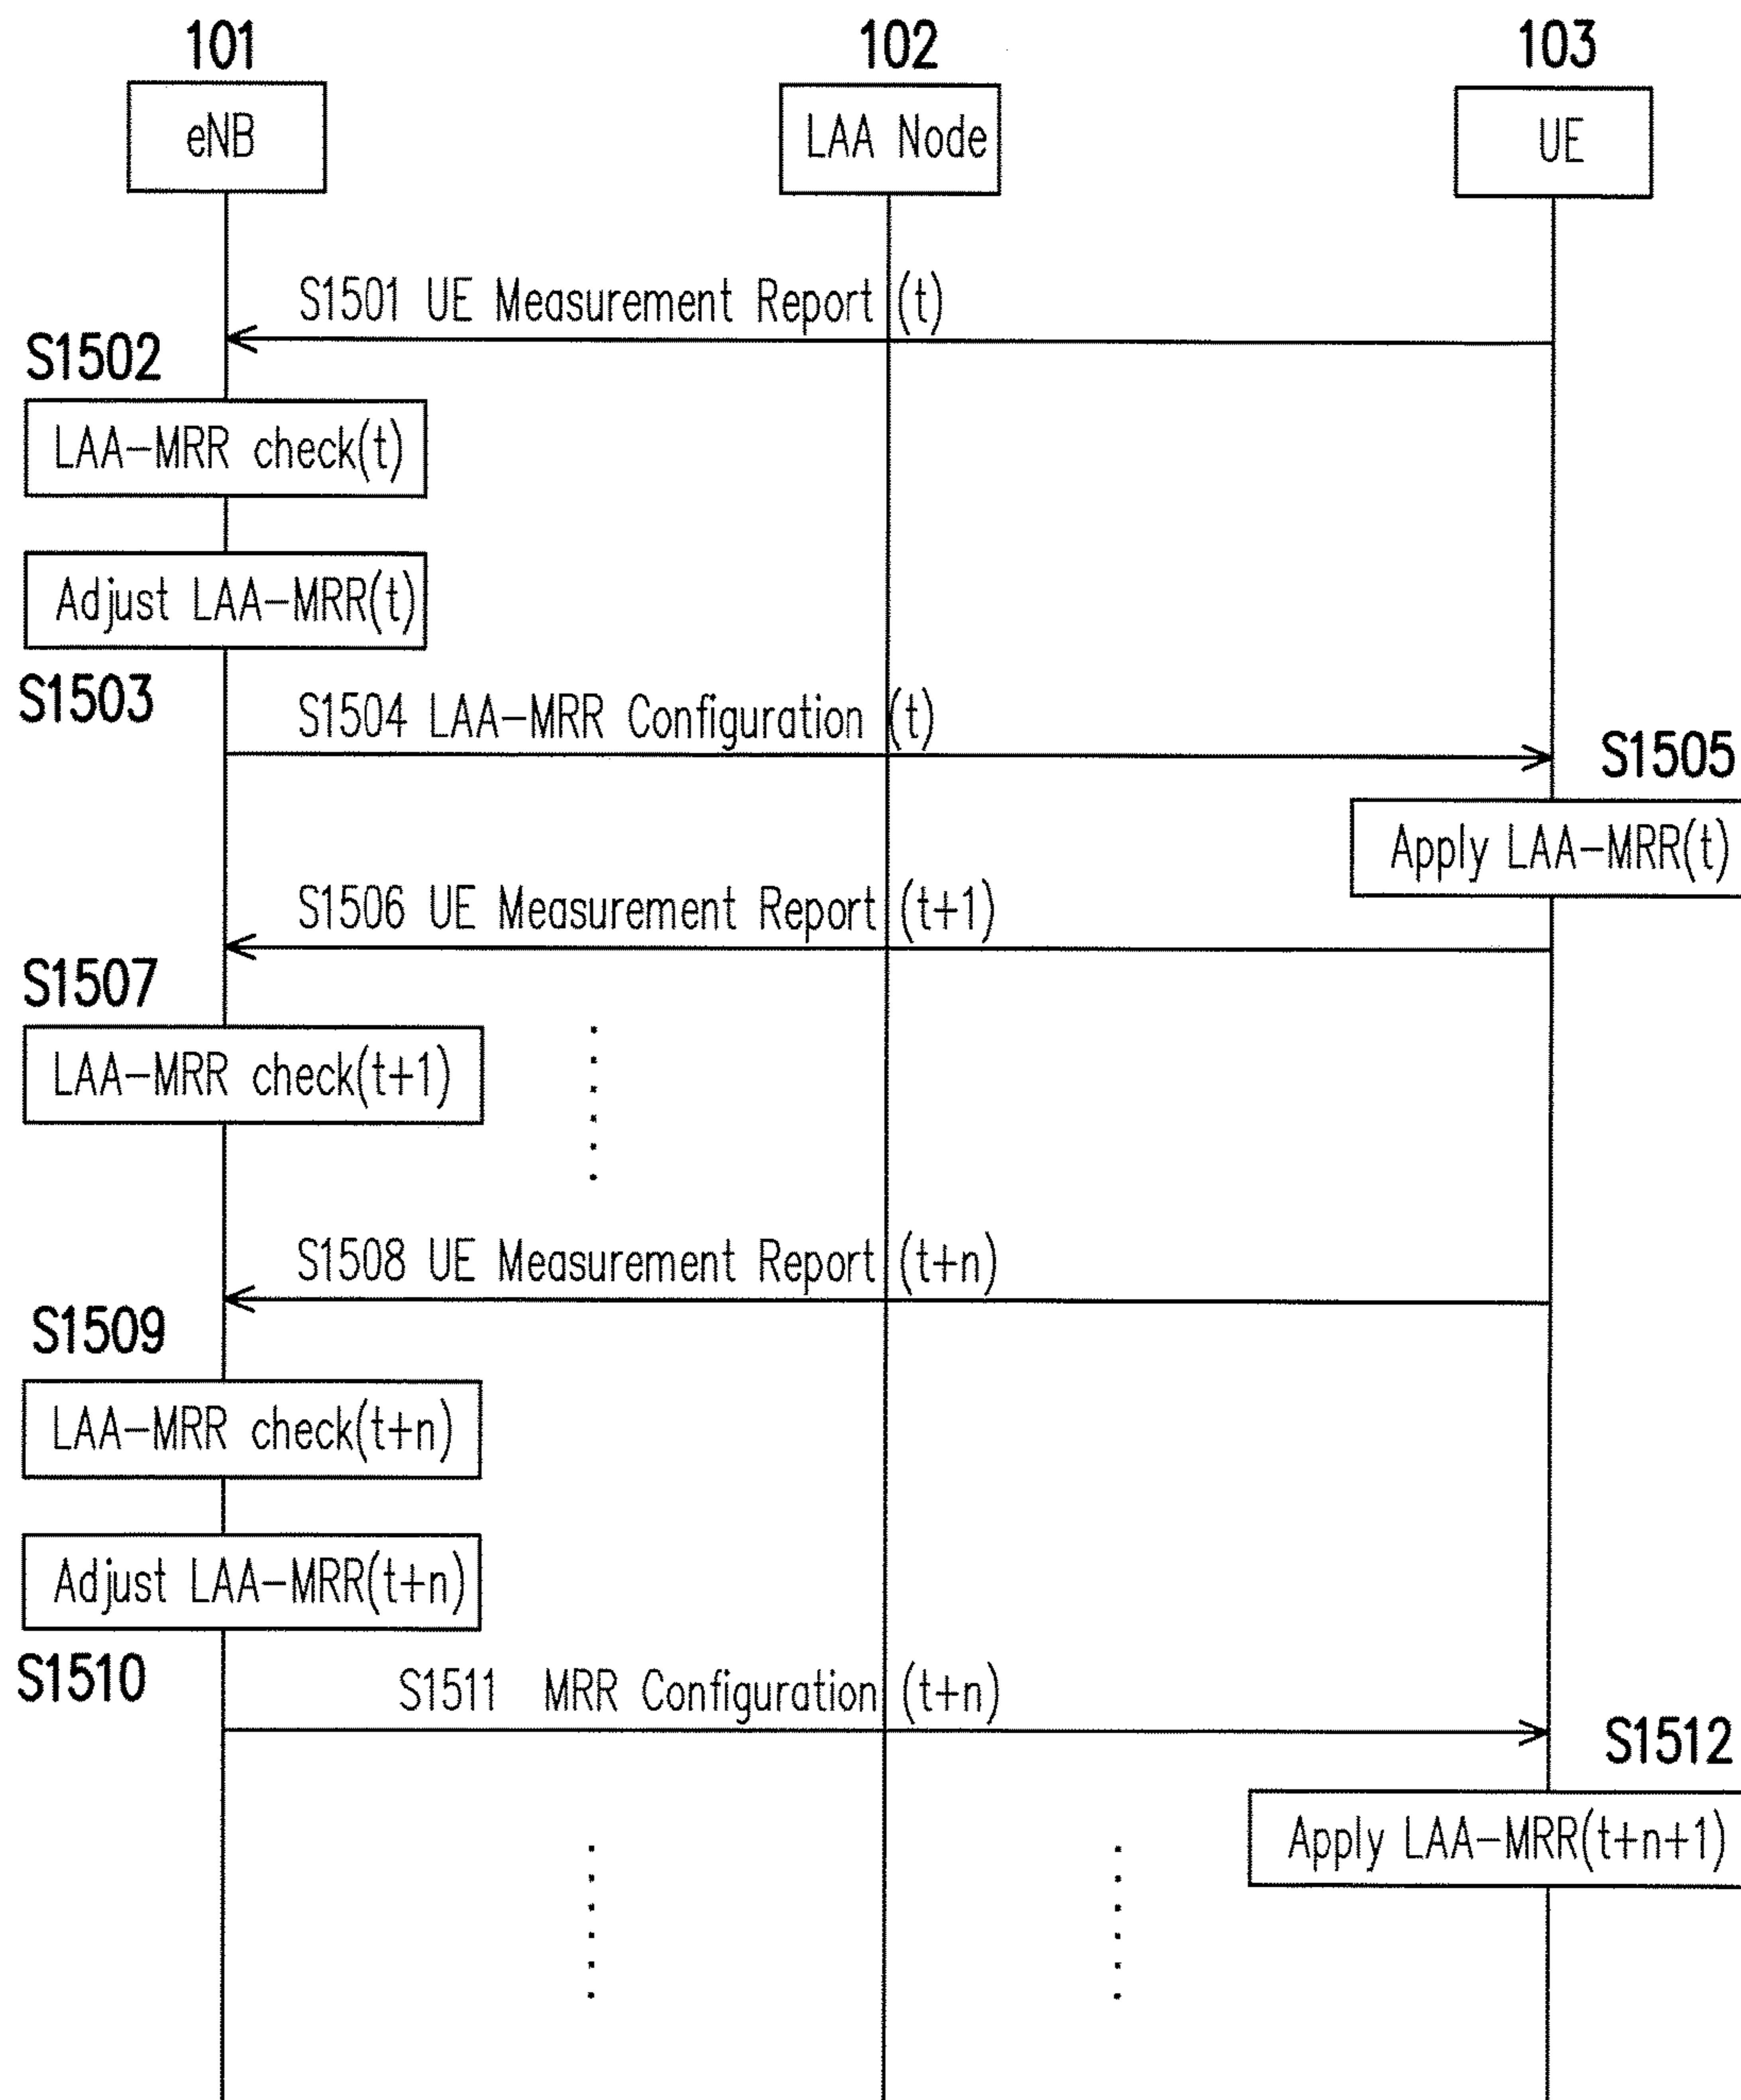 101
102
103
eNB
LAA Node
UE
S1501 UE Measurement Report (t)
S1502
LAA-MRR check(t)
Adjust LAA-MRR(t)
S1503
S1504 LAA-MRR Configuration (t)
S1505
Apply LAA-MRR(t)
S1506 UE Measurement Report (t+1)
S1507
LAA-MRR check(t+1)
S1508 UE Measurement Report (t+n)
S1509
LAA-MRR check(t+n)
Adjust LAA-MRR(t+n)
S1510
S1511 MRR Configuration (t+n)
S1512
Apply LAA-MRR(t+n+1)